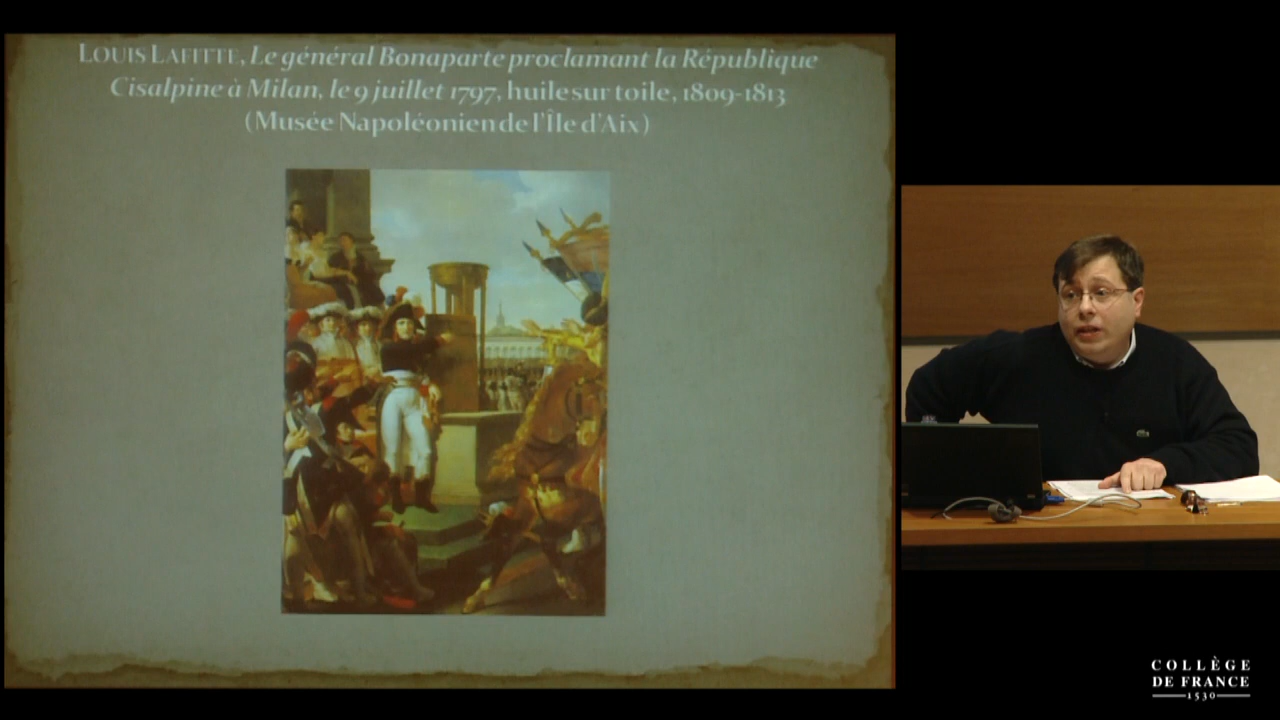 LOUIS LAFITTE, Le général Bonaparte proclamant la République
Cisalpine à Milan, le 9 juillet 1797, huile sur toile, 1809-1813
(Musée Napoléonien de l'Île d'Aix)
COLLÈGE
DE FRANCE
1530